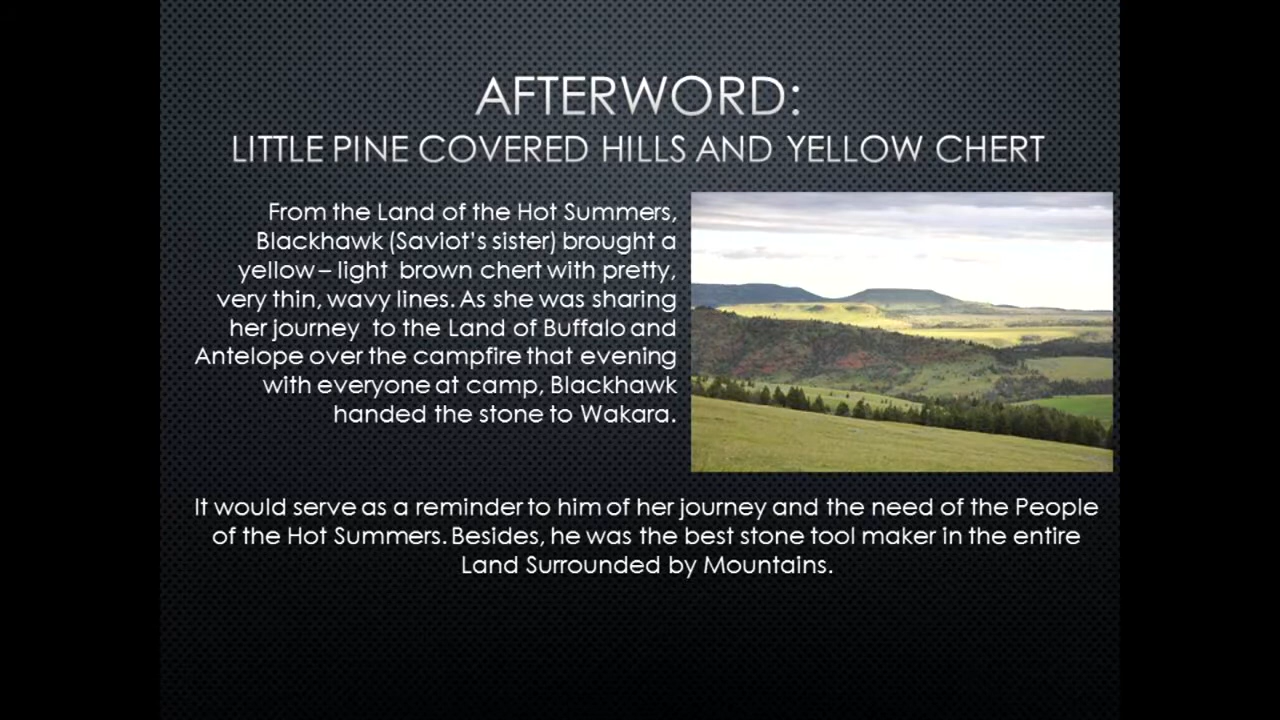 AFTERWORD:
LITTLE PINE COVERED HILLS AND YELLOW CHERT
From the Land of the Hot Summers,
Blackhawk (Saviot's sister) brought a
yellow – light brown chert with pretty,
very thin, wavy lines. As she was sharing
her journey to the Land of Buffalo and
Antelope over the campfire that evening
with everyone at camp, Blackhawk
handed the stone to Wakara.
It would serve as a reminder to him of her journey and the need of the People
of the Hot Summers. Besides, he was the best stone tool maker in the entire
Land Surrounded by Mountains.